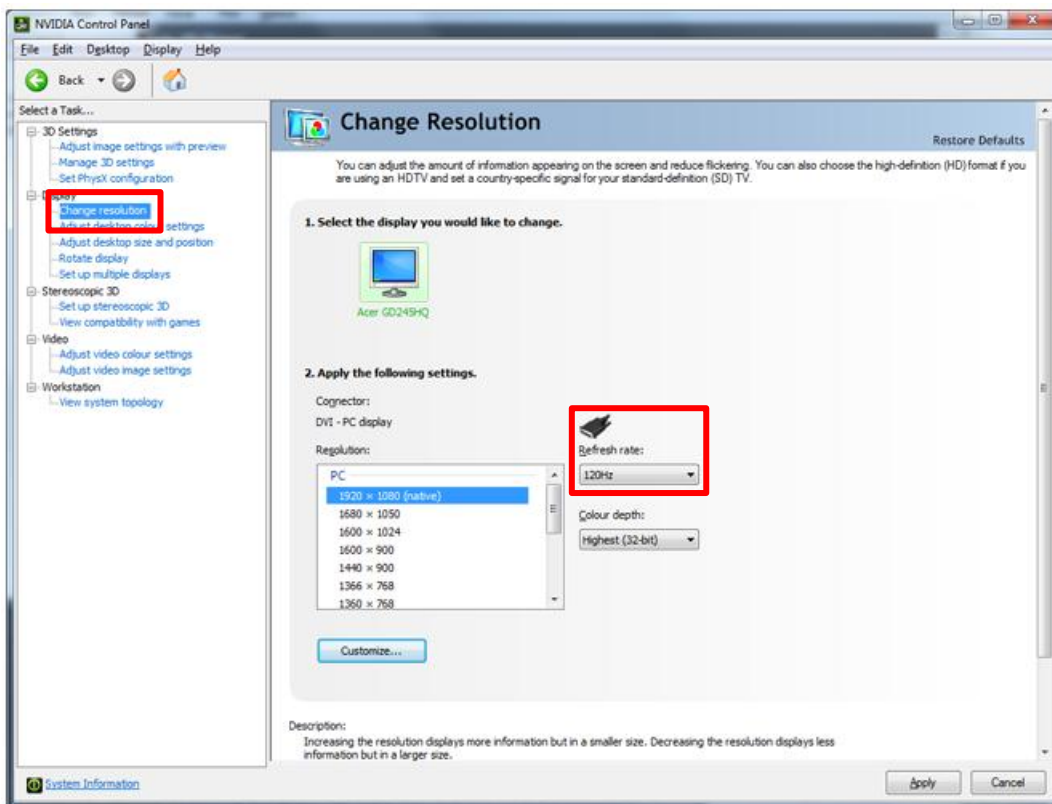 NVIDIA Control Panel
File Edit Desktop Display Help
Back
Select a Task...
3D Settings
Adjust image settings with preview
Manage 3D settings
Set PhysX configuration
Display
Change resolution
Adjust desktop colour settings
Adjust desktop size and position
Rotate display
Set up multiple displays
Stereoscopic 3D
Set up stereoscopic 3D
View compatibility with games
Video
Adjust video colour settings
Adjust video image settings
Workstation
View system topology
Change Resolution
Restore Defaults
You can adjust the amount of information appearing on the screen and reduce flickering. You can also choose the high-definition (HD) format if you
are using an HDTV and set a country-specific signal for your standard-definition (SD) TV.
1. Select the display you would like to change.
Acer GD245HQ
2. Apply the following settings.
Connector:
DVI - PC display
Resolution:
PC
1920 × 1080 (native)
1680 × 1050
1600 × 1024
1600 × 900
1440 × 900
1366 × 768
1360 × 768
Refresh rate:
120Hz
Colour depth:
Highest (32-bit)
Customize...
Description:
Increasing the resolution displays more information but in a smaller size. Decreasing the resolution displays less
information but in a larger size.
System Information
Apply Cancel